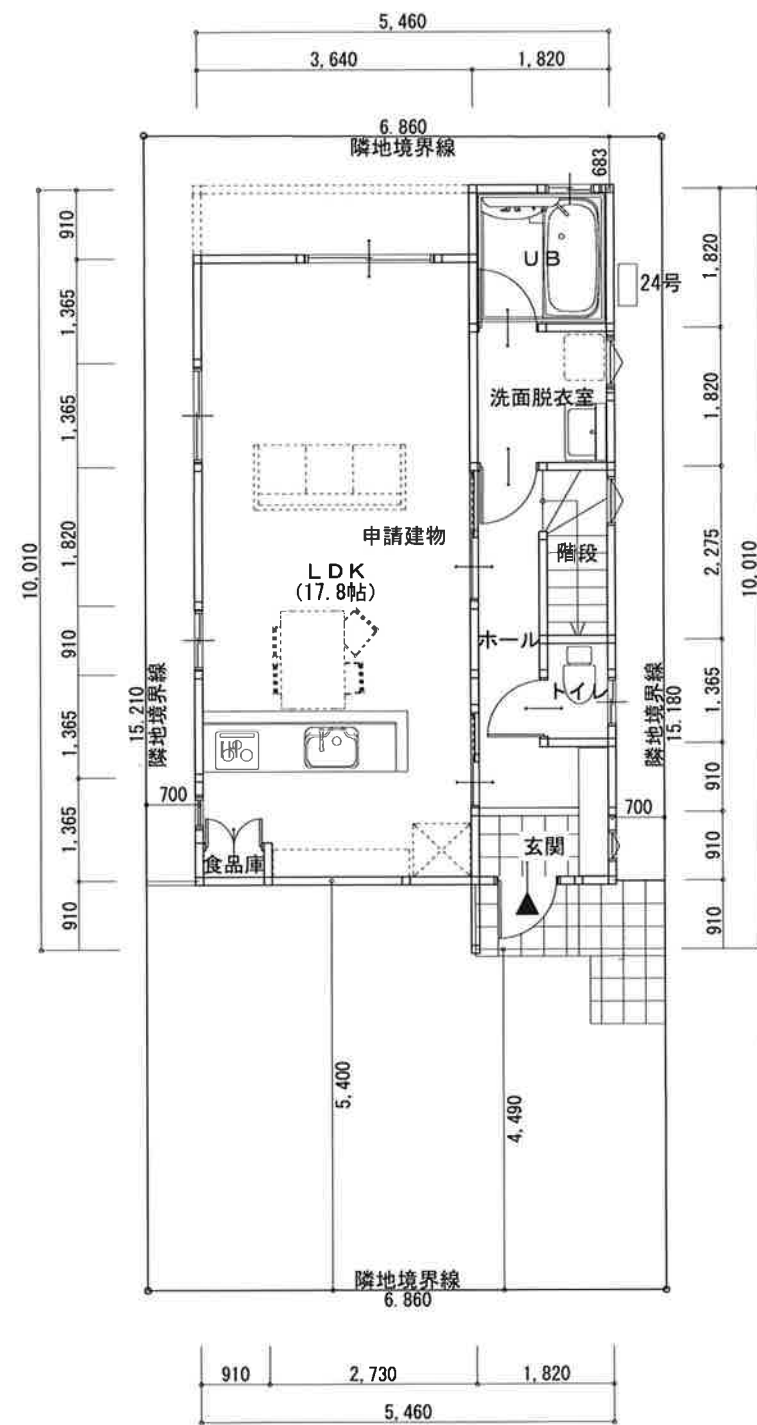 5,460
3,640
1,820
6.860
隣地境界線
683
910
1,365
1,365
1,820
910
1,365
1,365
910
10,010
UB
24号
洗面脱衣室
申請建物
LDK
(17.8帖)
階段
ホール
トイレ
15.210
隣地境界線
隣地境界線
15.180
1,820
1,820
2,275
1,365
910
910
910
10,010
700
700
食品庫
玄関
5,400
4,490
隣地境界線
6.860
910
2,730
1,820
5,460